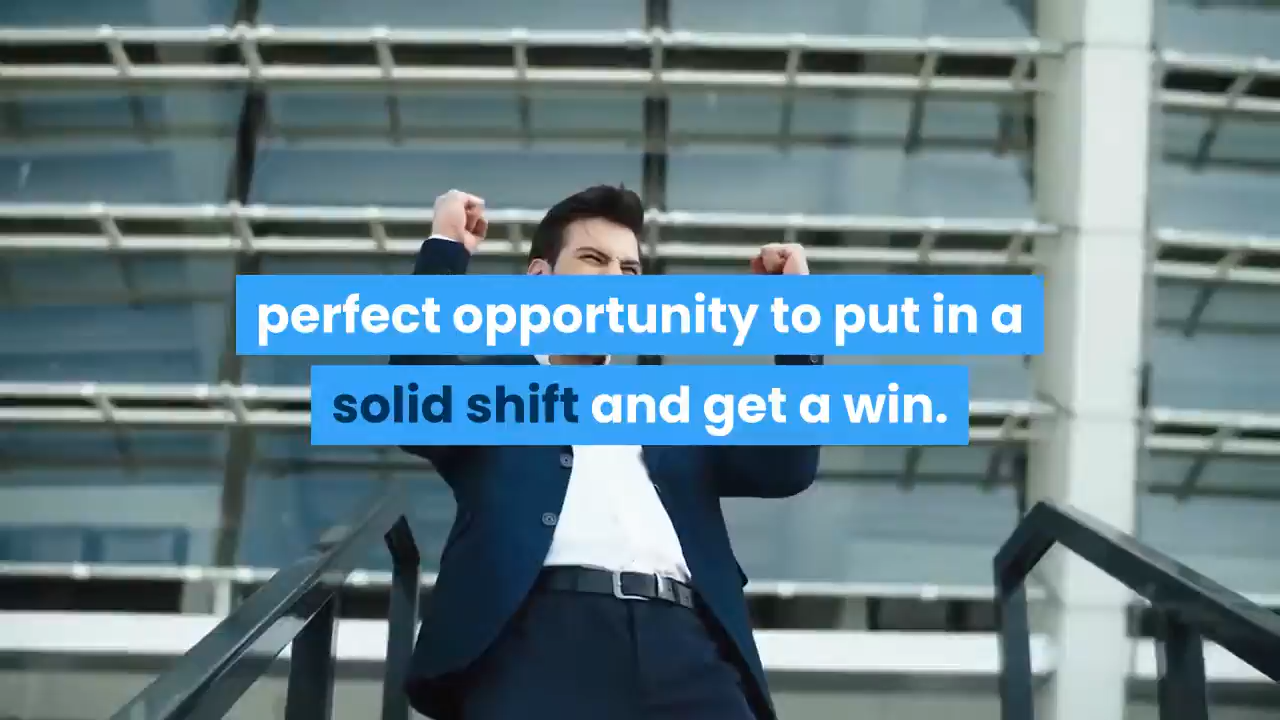 perfect opportunity to put in a
solid shift and get a win.